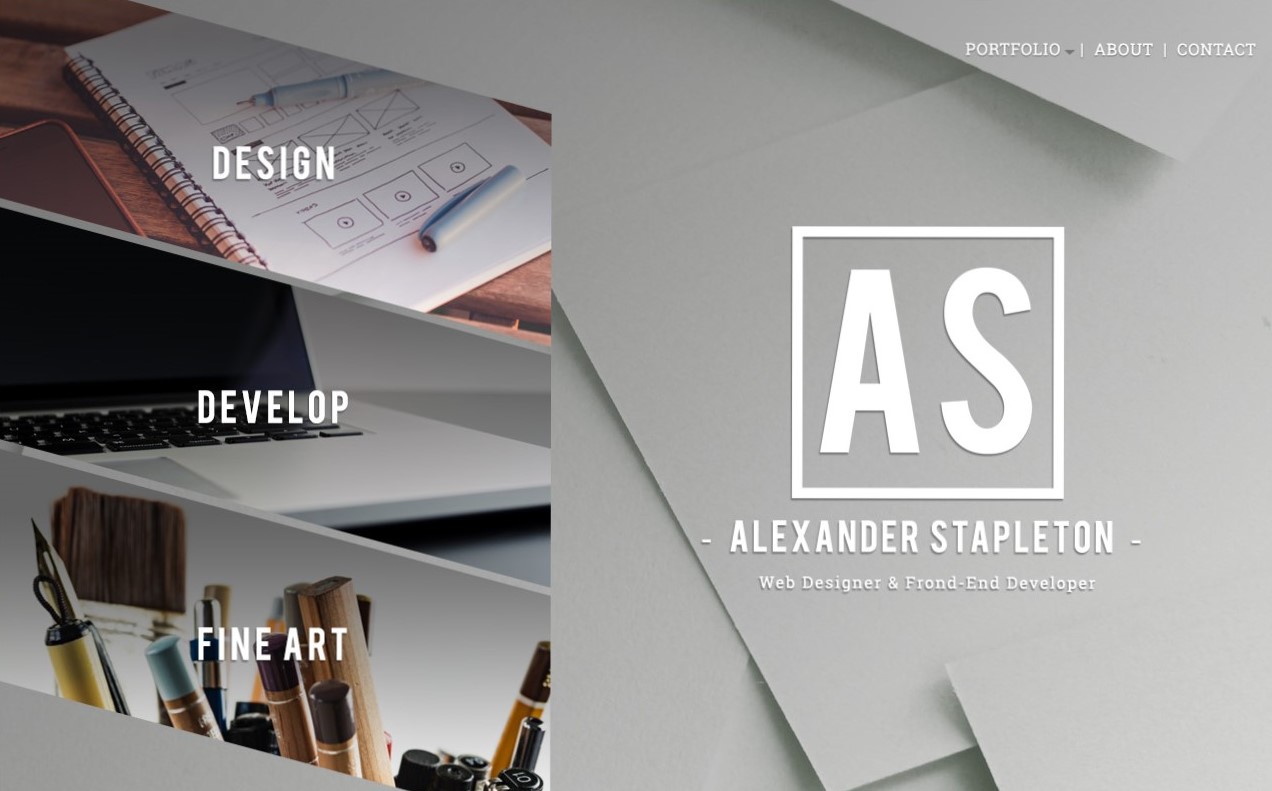 PORTFOLIO | ABOUT | CONTACT
DESIGN
DEVELOP
FINE ART
AS
- ALEXANDER STAPLETON -
Web Designer & Frond-End Developer